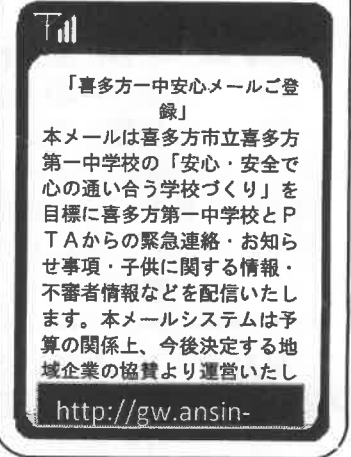 「喜多方一中安心メールご登
録」
本メールは喜多方市立喜多方
第一中学校の「安心・安全で
心の通い合う学校づくり」を
目標に喜多方第一中学校とＰ
ＴＡからの緊急連絡・お知ら
せ事項・子供に関する情報・
不審者情報などを配信いたし
ます。本メールシステムは予
算の関係上、今後決定する地
域企業の協賛より運営いたし
http://gw.ansin-